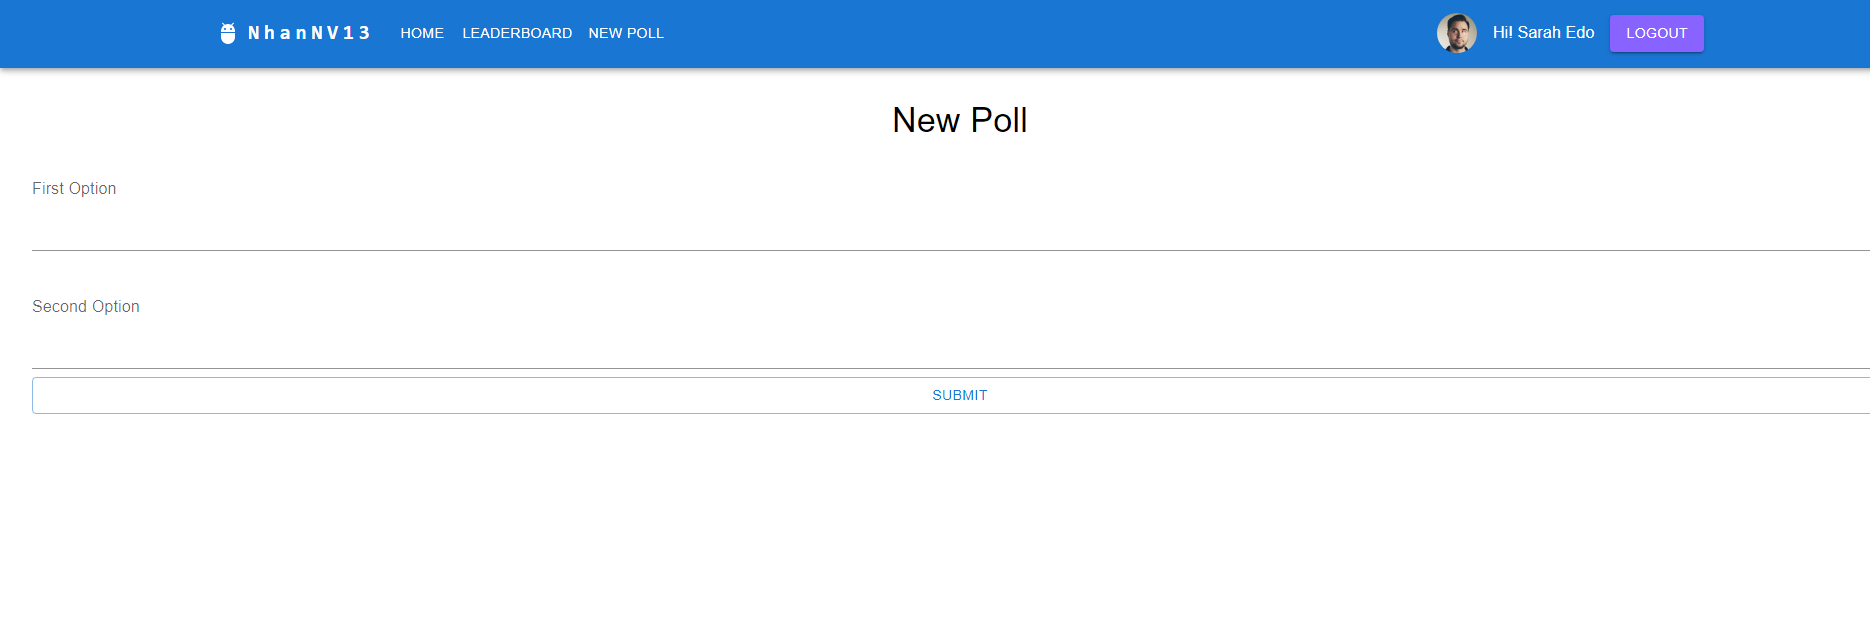 NhanNV13 HOME LEADERBOARD NEW POLL Hi! Sarah Edo LOGOUT
New Poll
First Option
Second Option
SUBMIT